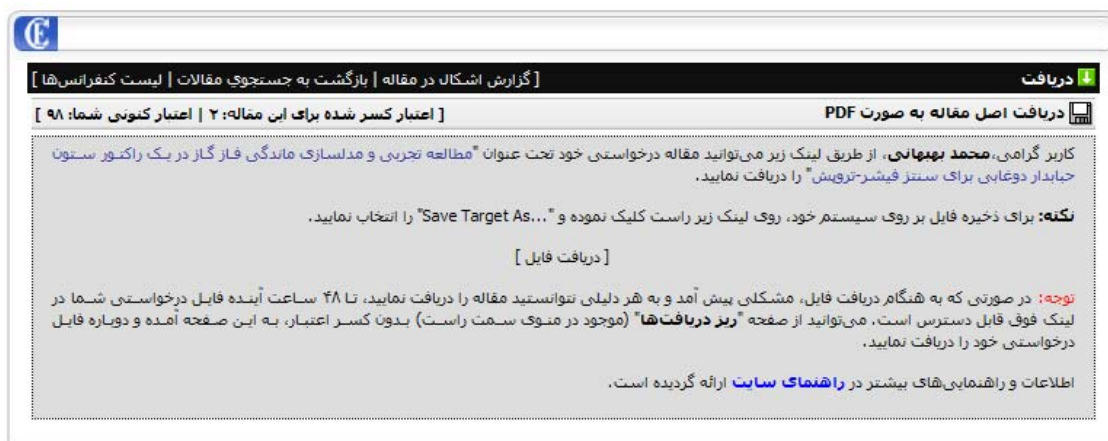 دریافت
[ گزارش اشکال در مقاله | بازگشت به جستجوی مقالات | لیست کنفرانس‌ها ]
دریافت اصل مقاله به صورت PDF
[ اعتبار کسر شده برای این مقاله: ۲ | اعتبار کنونی شما: ۹۸ ]
کاربر گرامی،محمد بهبهانی، از طریق لینک زیر می‌توانید مقاله درخواستی خود تحت عنوان "مطالعه تجربی و مدلسازی ماندگی فاز گاز در یک راکتور ستون
حبابدار دوغابی برای سنتز فیشر-تروپش" را دریافت نمایید.
نکته: برای ذخیره فایل بر روی سیستم خود، روی لینک زیر راست کلیک نموده و "Save Target As..." را انتخاب نمایید.
[ دریافت فایل ]
توجه: در صورتی که به هنگام دریافت فایل، مشکلی پیش آمد و به هر دلیلی نتوانستید مقاله را دریافت نمایید، تا ۴۸ ساعت آینده فایل درخواستی شما در
لینک فوق قابل دسترس است. می‌توانید از صفحه "ریز دریافت‌ها" (موجود در منوی سمت راست) بدون کسر اعتبار، به این صفحه آمده و دوباره فایل
درخواستی خود را دریافت نمایید.
اطلاعات و راهنمایی‌های بیشتر در راهنمای سایت ارائه گردیده است.